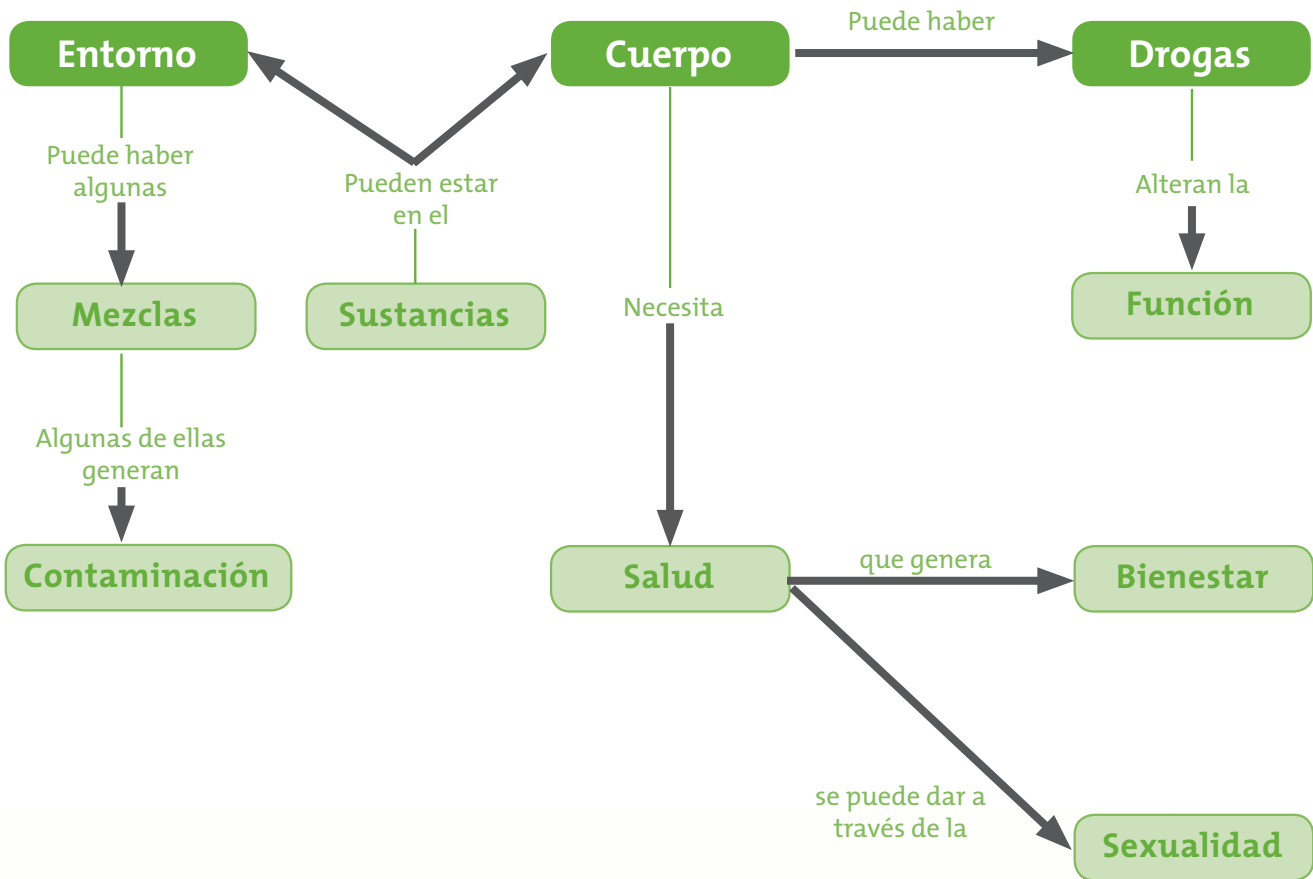 Entorno
Cuerpo
Puede haber
Drogas
Puede haber
algunas
Pueden estar
en el
Alteran la
Mezclas
Sustancias
Necesita
Función
Algunas de ellas
generan
Contaminación
Salud
que genera
Bienestar
se puede dar a
través de la
Sexualidad